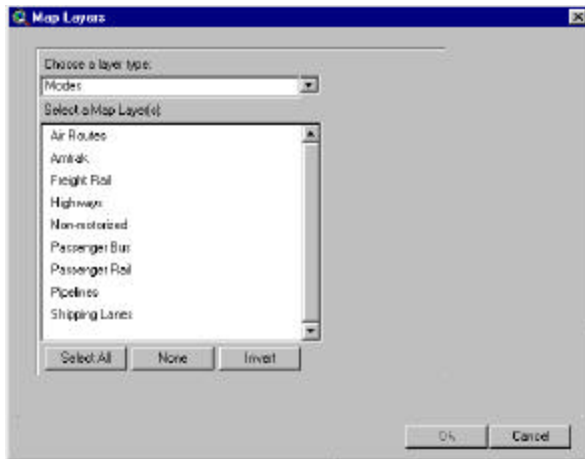 Map Layers
Choose a layer type:
Modes
Select a Map Layer(s)
Air Routes
Amtrak
Freight Rail
Highways
Non-motorized
Passenger Bus
Passenger Rail
Pipelines
Shipping Lanes
Select All None Invert
OK Cancel